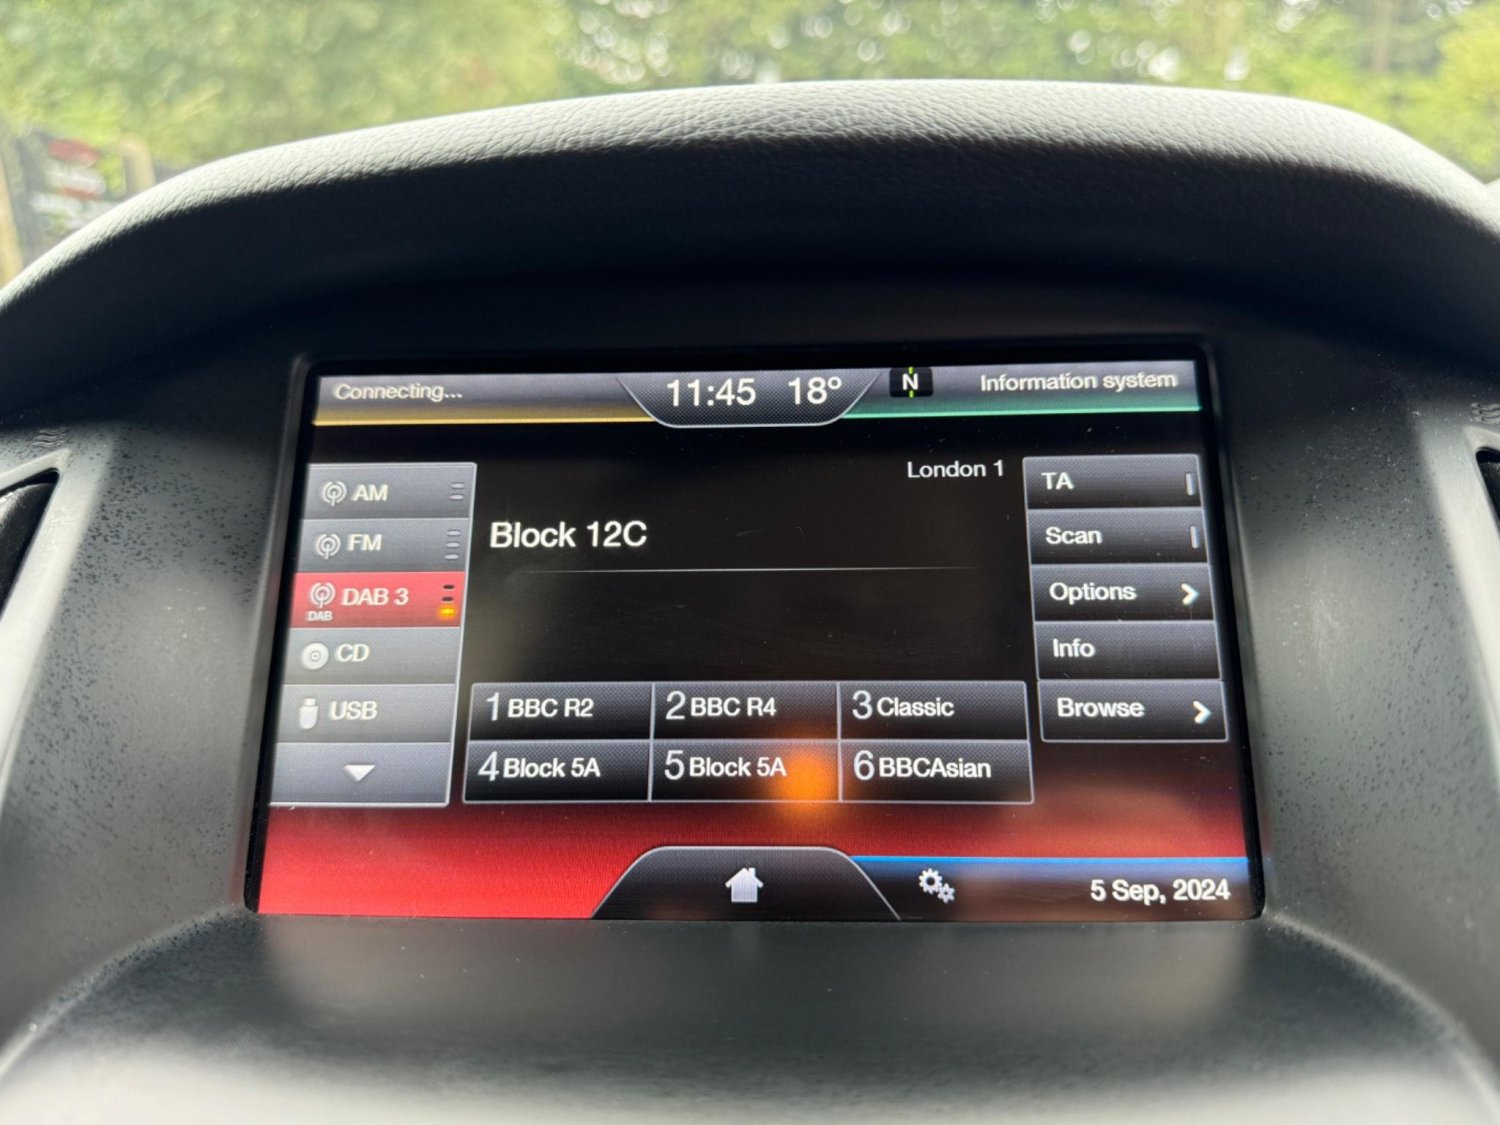 Connecting...
11:45 18°
N
Information system
London 1
AM
FM
DAB 3
DAB
CD
USB
Block 12C
TA
Scan
Options
Info
Browse
1 BBC R2
2 BBC R4
3 Classic
4 Block 5A
5 Block 5A
6 BBCAsian
5 Sep, 2024